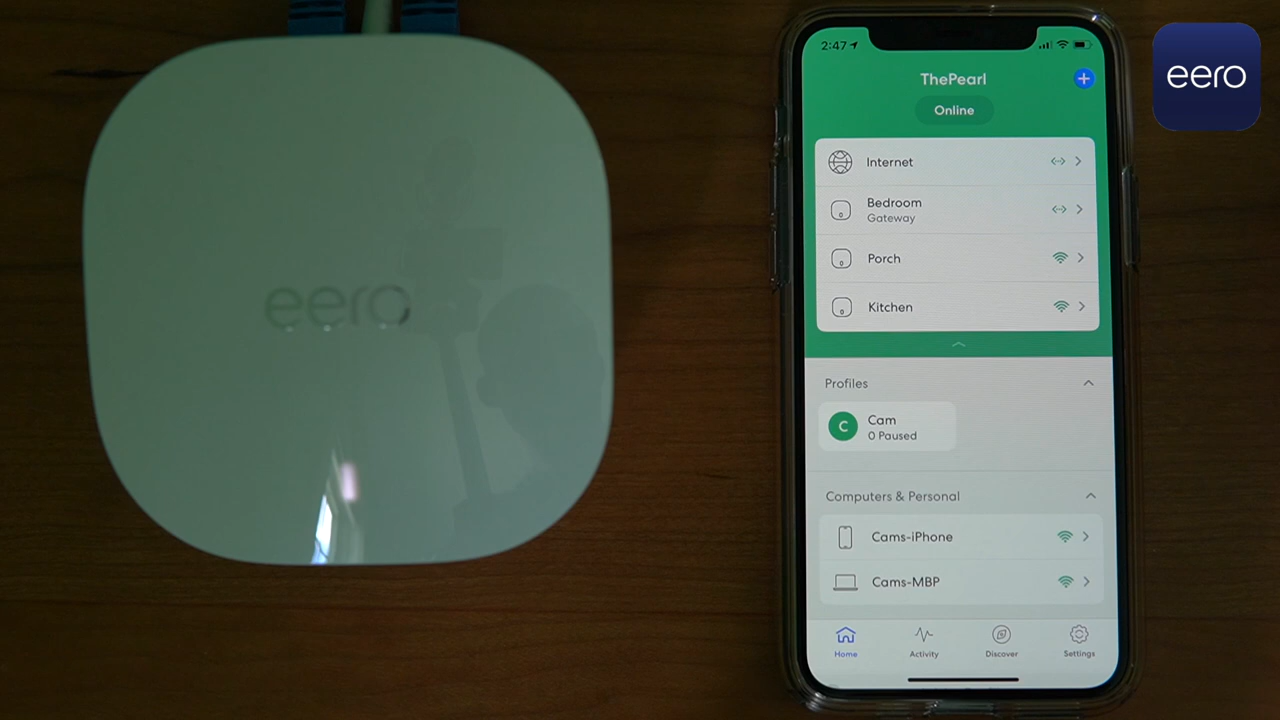 eero
2:47
ThePearl
Online
Internet
Bedroom
Gateway
Porch
Kitchen
Profiles
C
Cam
0 Paused
Computers & Personal
Cams-iPhone
Cams-MBP
Home
Activity
Discover
Settings
eero